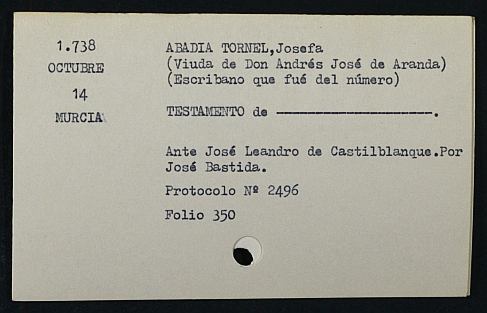 1.738
OCTUBRE
14
MURCIA
ABADIA TORNEL,Josefa
(Viuda de Don Andrés José de Aranda)
(Escribano que fué del número)
TESTAMENTO de ---------------------.
Ante José Leandro de Castilblanque.Por
José Bastida.
Protocolo Nº 2496
Folio 350